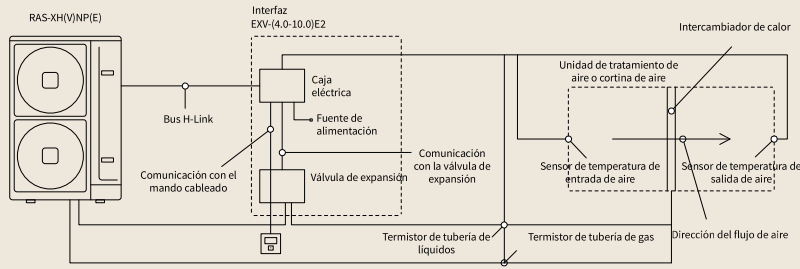 RAS-XH(V)NP(E)
Interfaz
EXV-(4.0-10.0)E2
Intercambiador de calor
Unidad de tratamiento de
aire o cortina de aire
Caja
eléctrica
Bus H-Link
Fuente de
alimentación
Comunicación con el
mando cableado
Válvula de expansión
Comunicación
con la válvula de
expansión
Sensor de temperatura de
entrada de aire
Sensor de temperatura de
salida de aire
Termistor de tubería de
líquidos
Termistor de tubería de gas
Dirección del flujo de aire